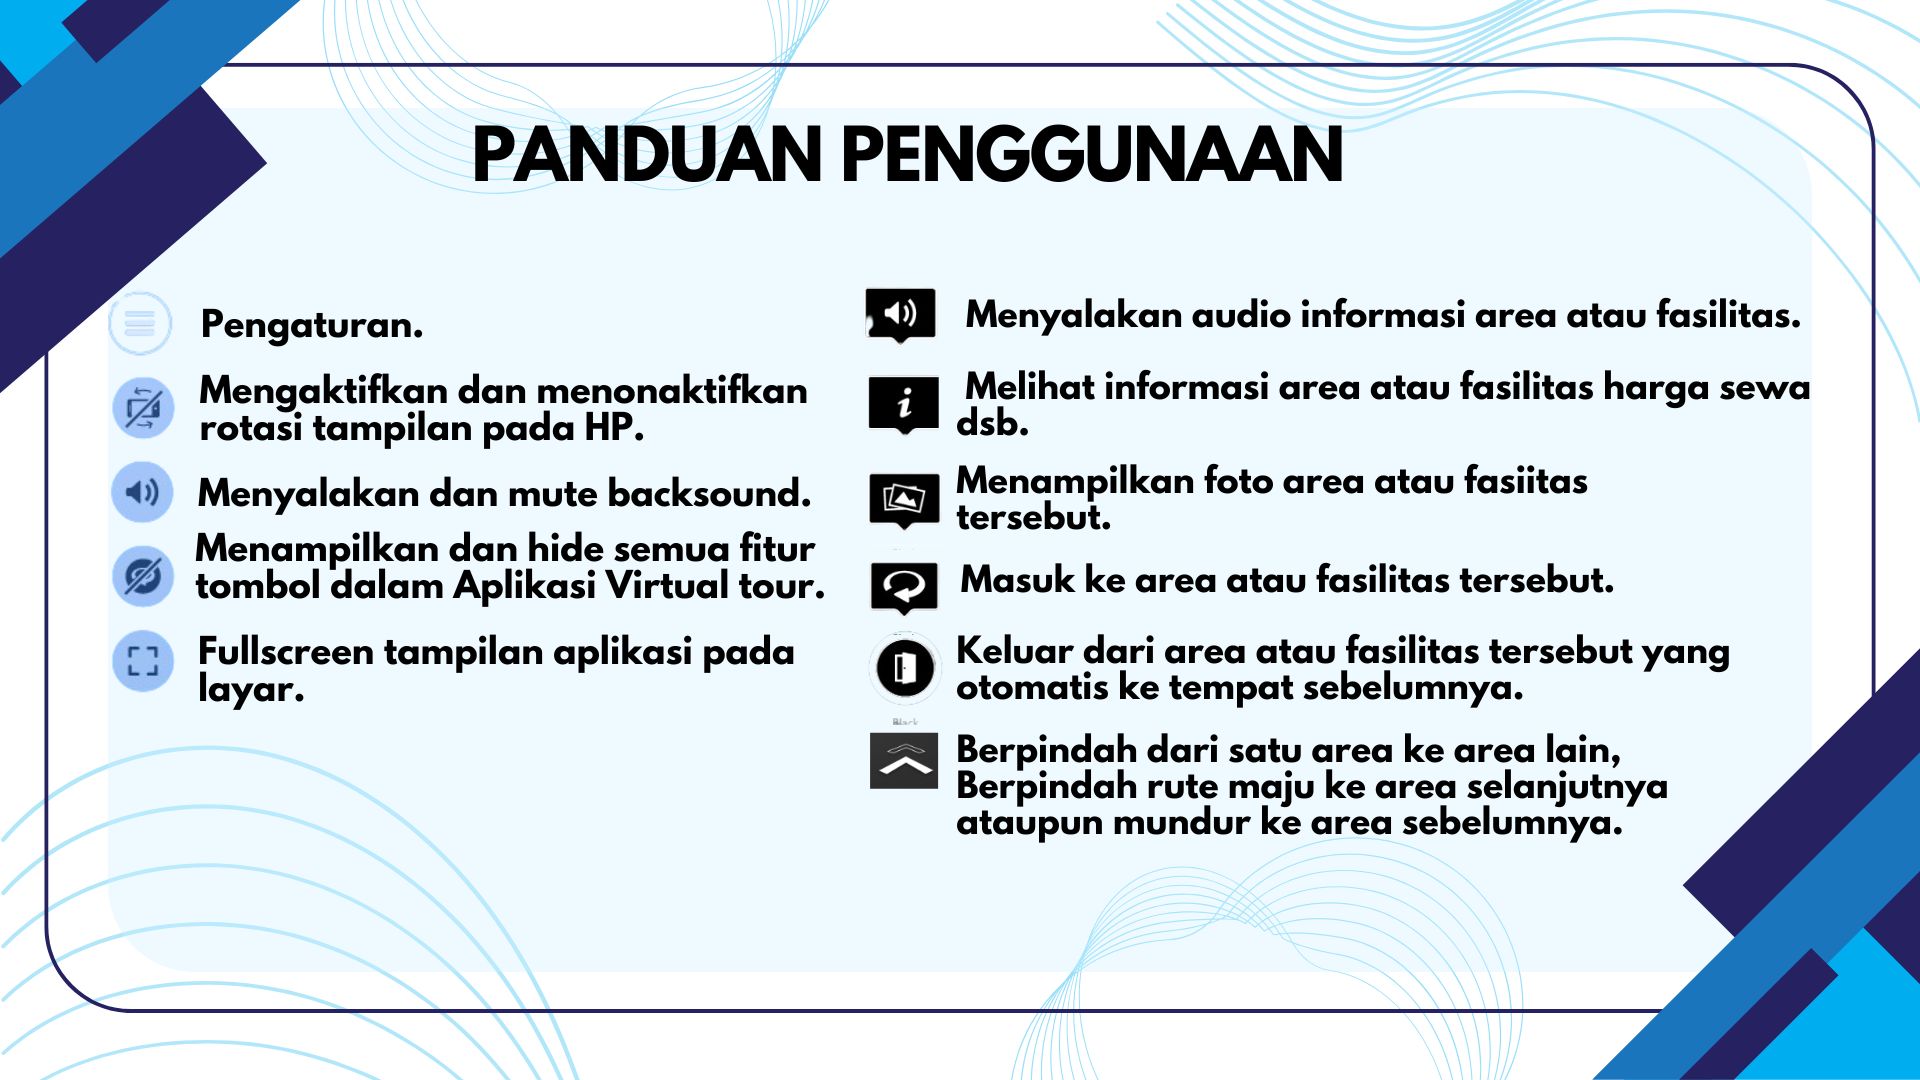 PANDUAN PENGGUNAAN
Pengaturan.
Mengaktifkan dan menonaktifkan
rotasi tampilan pada HP.
Menyalakan dan mute backsound.
Menampilkan dan hide semua fitur
tombol dalam Aplikasi Virtual tour.
Fullscreen tampilan aplikasi pada
layar.
Menyalakan audio informasi area atau fasilitas.
Melihat informasi area atau fasilitas harga sewa
dsb.
Menampilkan foto area atau fasiitas
tersebut.
Masuk ke area atau fasilitas tersebut.
Keluar dari area atau fasilitas tersebut yang
otomatis ke tempat sebelumnya.
Black
Berpindah dari satu area ke area lain,
Berpindah rute maju ke area selanjutnya
ataupun mundur ke area sebelumnya.